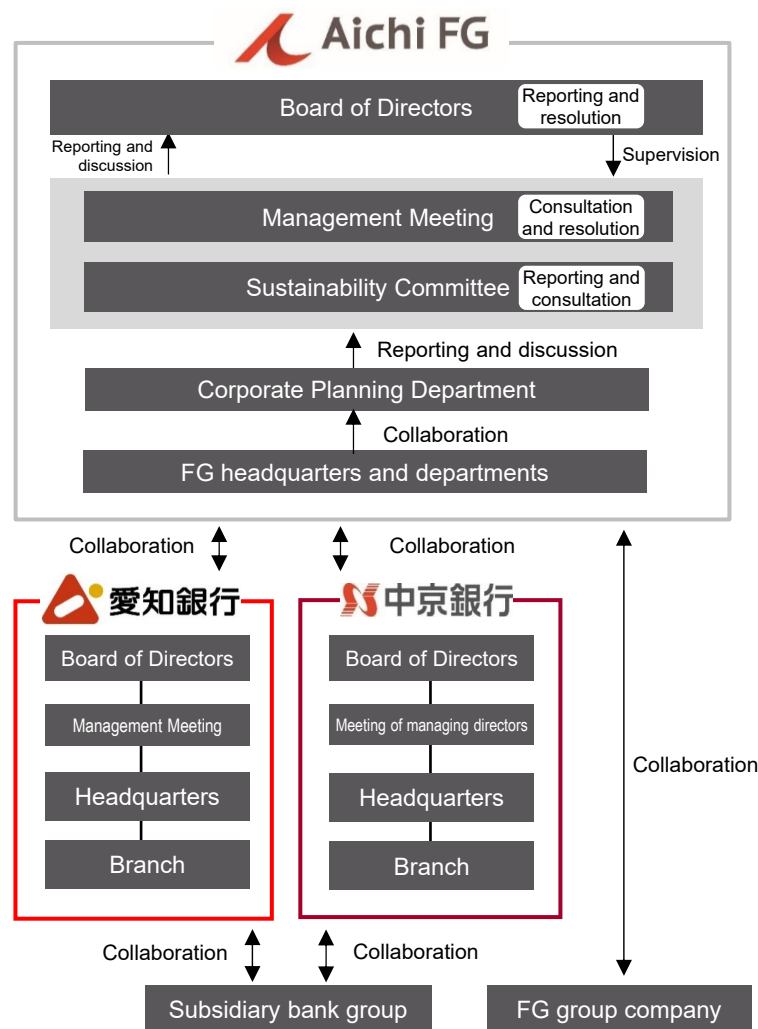 Aichi FG
Board of Directors
Reporting and
resolution
Reporting and
discussion
Supervision
Management Meeting
Consultation
and resolution
Sustainability Committee
Reporting and
consultation
Reporting and discussion
Corporate Planning Department
Collaboration
FG headquarters and departments
Collaboration
Collaboration
愛知銀行
中京銀行
Board of Directors
Management Meeting
Headquarters
Branch
Board of Directors
Meeting of managing directors
Headquarters
Branch
Collaboration
Collaboration
Collaboration
Subsidiary bank group
FG group company